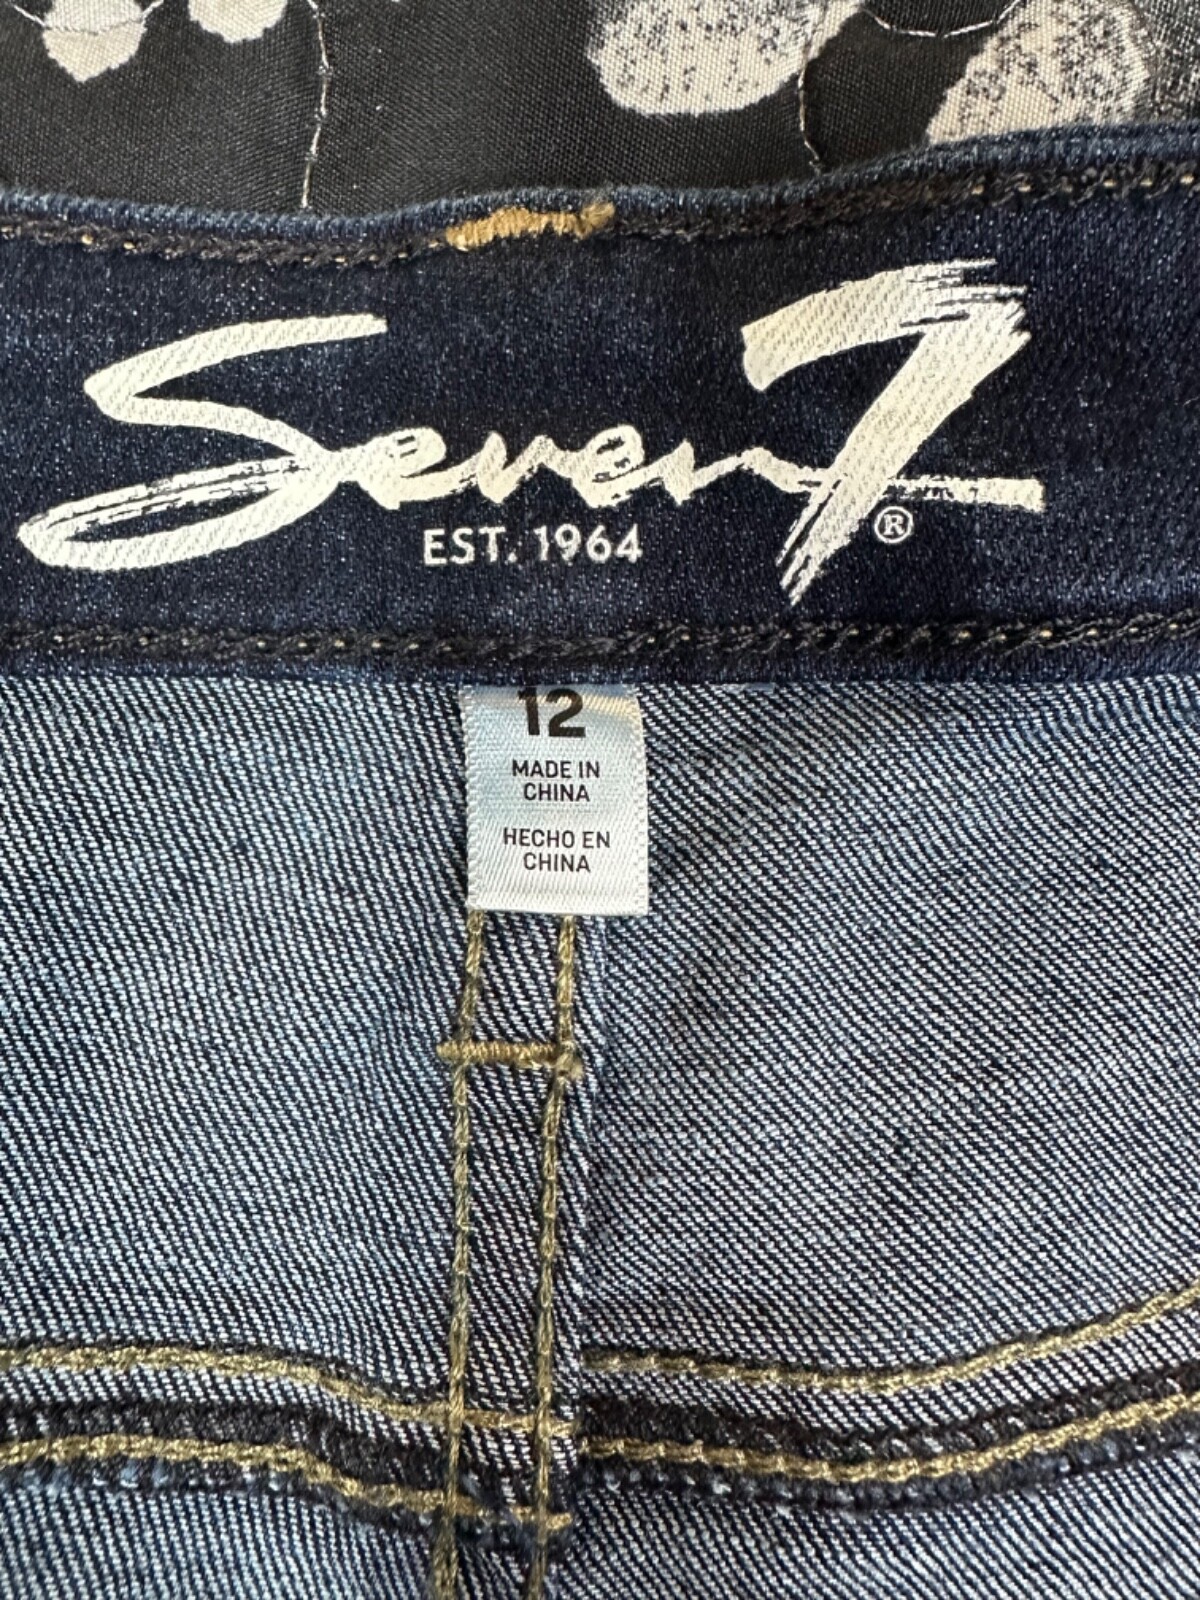 Seven7®
EST. 1964
12
MADE IN
CHINA
HECHO EN
CHINA